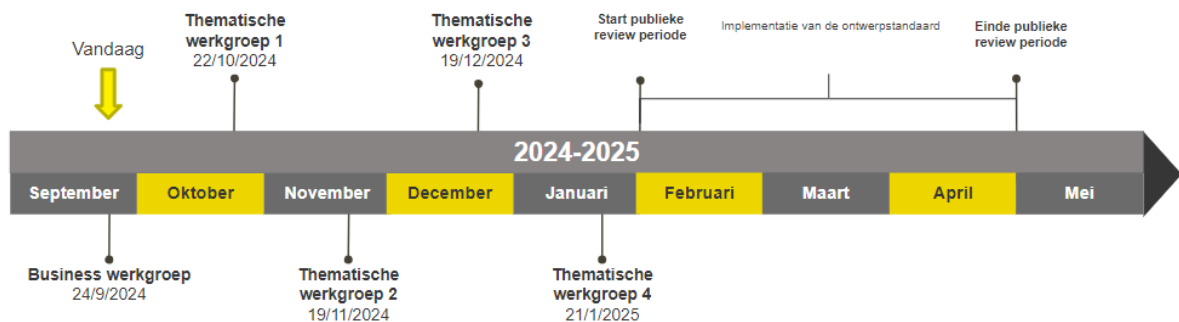 Vandaag
Thematische
werkgroep 1
22/10/2024
Thematische
werkgroep 3
19/12/2024
Start publieke
review periode
Implementatie van de ontwerpstandaard
Einde publieke
review periode
2024-2025
September
Oktober
November
December
Januari
Februari
Maart
April
Mei
Business werkgroep
24/9/2024
Thematische
werkgroep 2
19/11/2024
Thematische
werkgroep 4
21/1/2025